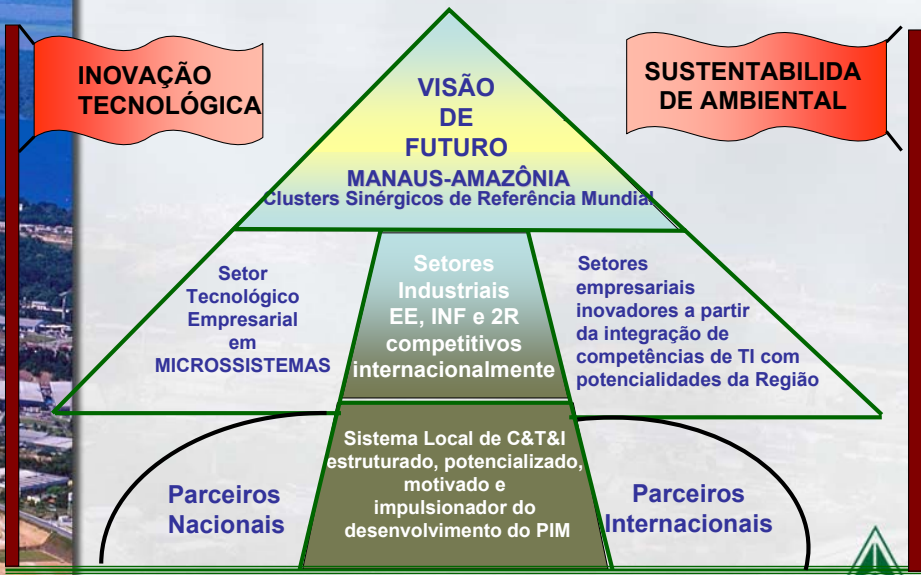 INOVAÇÃO
TECNOLÓGICA
SUSTENTABILIDA
DE AMBIENTAL
VISÃO
DE
FUTURO
MANAUS-AMAZÔNIA
Clusters Sinérgicos de Referência Mundial
Setor
Tecnológico
Empresarial
em
MICROSSISTEMAS
Setores
Industriais
EE, INF e 2R
competitivos
internacionalmente
Setores
empresariais
inovadores a partir
da integração de
competências de TI com
potencialidades da Região
Sistema Local de C&T&I
estruturado, potencializado,
motivado e
impulsionador do
desenvolvimento do PIM
Parceiros
Nacionais
Parceiros
Internacionais